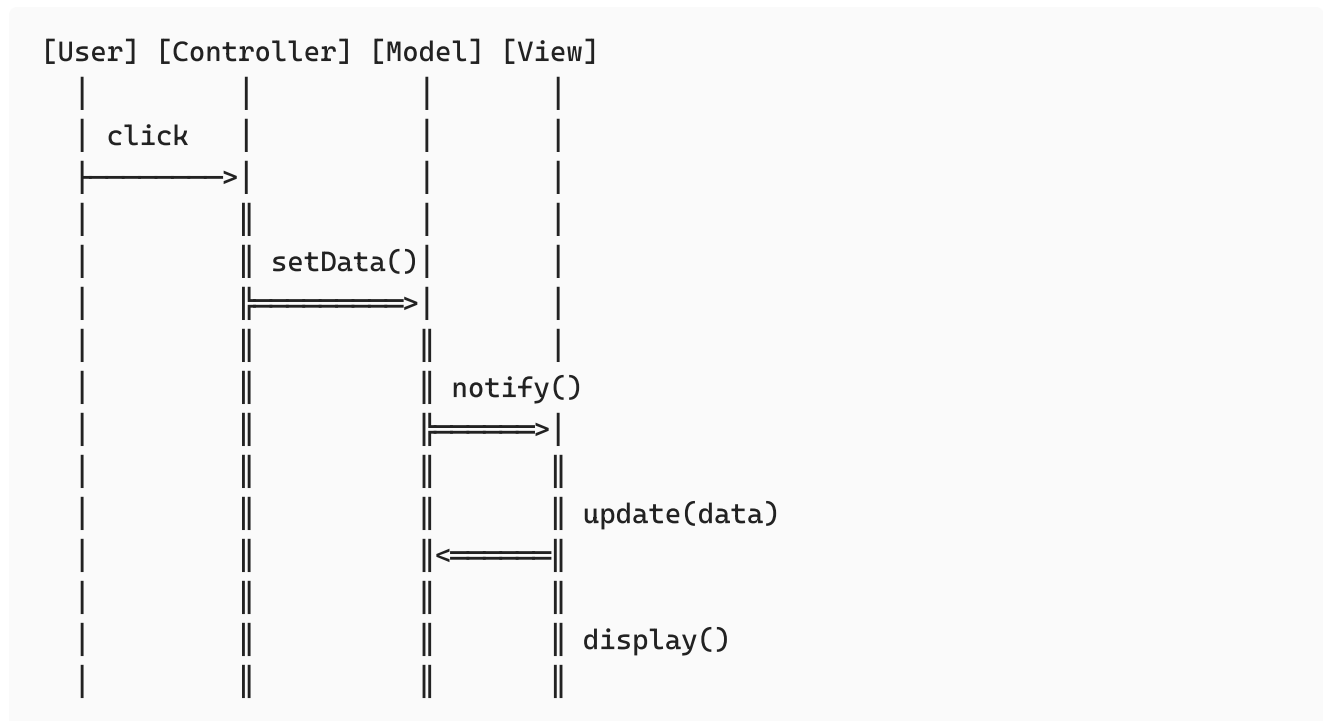 [User] [Controller] [Model] [View]
click
setData()
notify()
update(data)
display()